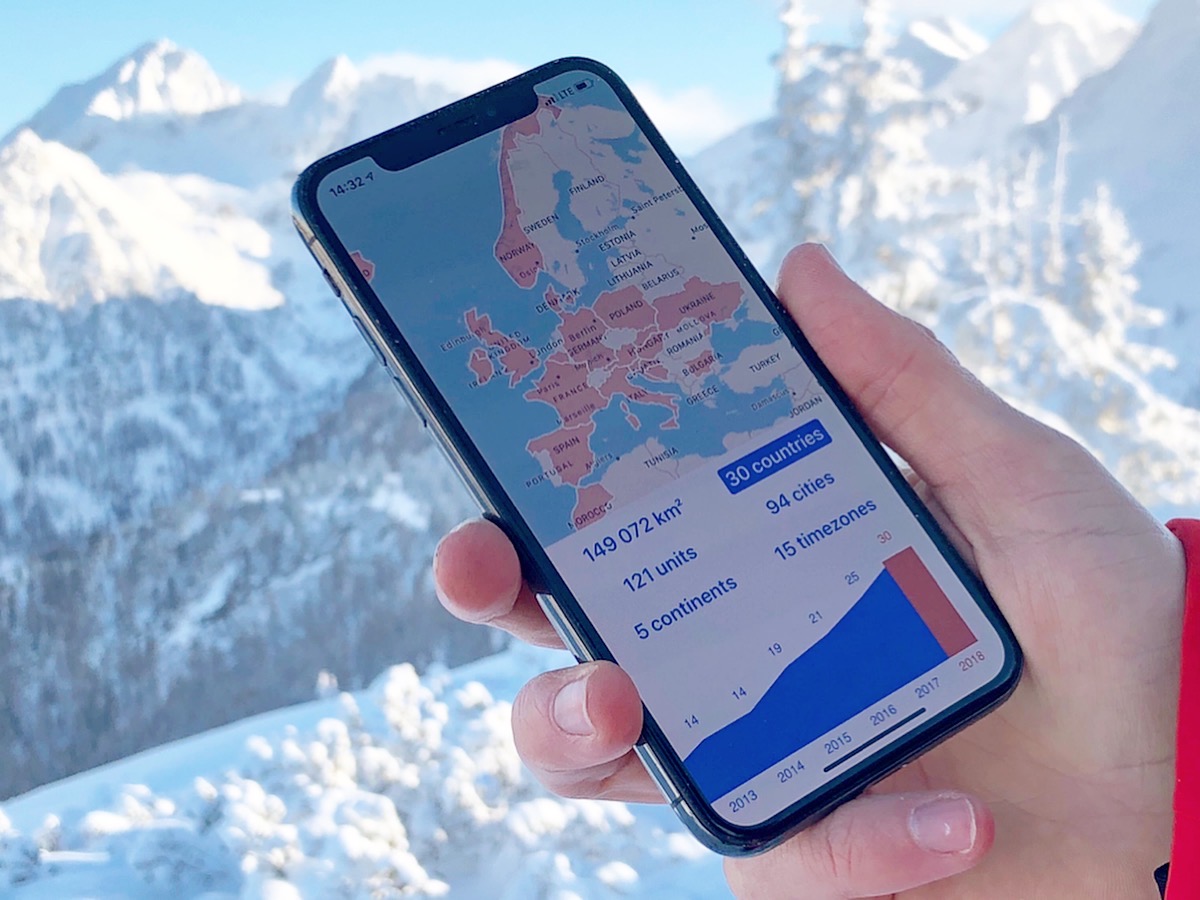 14:32
LTE
FINLAND
SWEDEN
Saint Petersb
NORWAY
Oslo
Stockholm
ESTONIA
Mos
LATVIA
LITHUANIA
DENMARK
BELARUS
Edinburgh
UNITED
KINGDOM
London
Berlin
GERMANY
POLAND
UKRAINE
MOLDOVA
Munich
HUNGARY
ROMANIA
Paris
FRANCE
BULGARIA
Marseille
GREECE
TURKEY
SPAIN
PORTUGAL
Algiers
TUNISIA
Damascus
JORDAN
MOROCCO
30 countries
149 072 km²
94 cities
121 units
15 timezones
5 continents
14
14
19
21
25
30
2013
2014
2015
2016
2017
2018